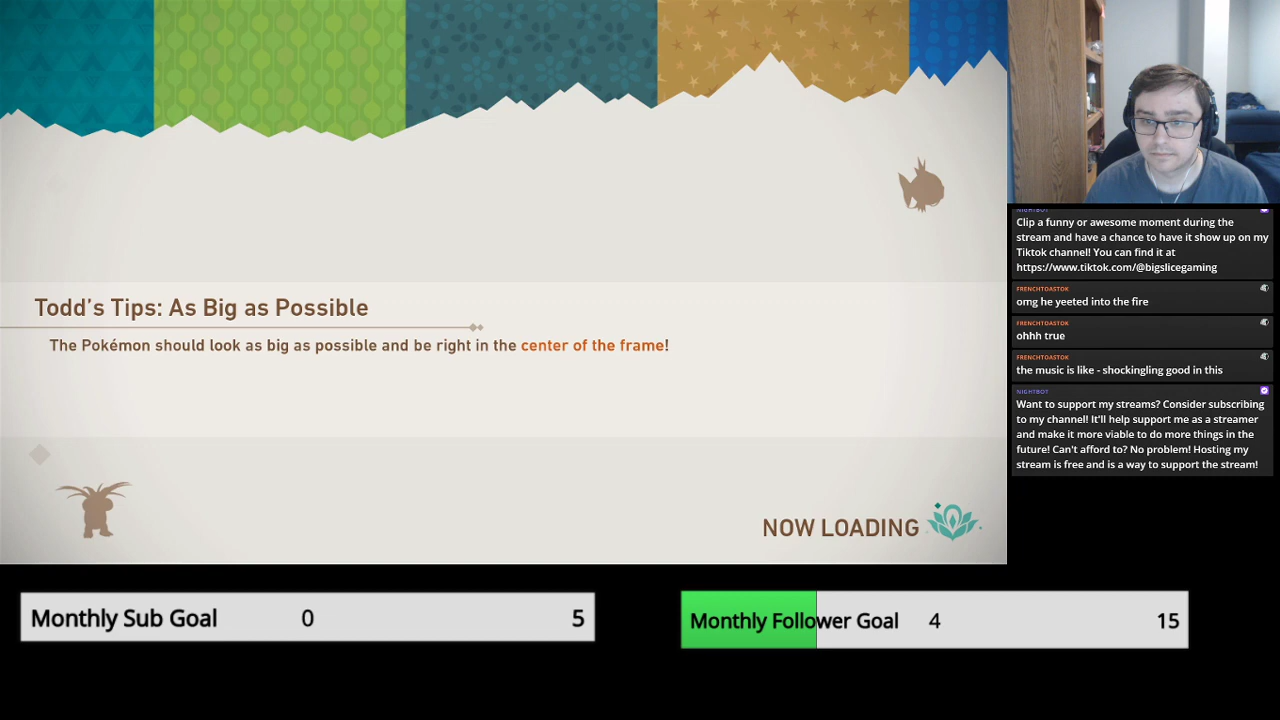 Todd's Tips: As Big as Possible
The Pokémon should look as big as possible and be right in the center of the frame!
NOW LOADING
NIGHTBOT
Clip a funny or awesome moment during the
stream and have a chance to have it show up on my
Tiktok channel! You can find it at
https://www.tiktok.com/@bigslicegaming
FRENCHTOASTOK
omg he yeeted into the fire
FRENCHTOASTOK
ohhh true
FRENCHTOASTOK
the music is like - shockingling good in this
NIGHTBOT
Want to support my streams? Consider subscribing
to my channel! It'll help support me as a streamer
and make it more viable to do more things in the
future! Can't afford to? No problem! Hosting my
stream is free and is a way to support the stream!
Monthly Sub Goal 0 5
Monthly Follower Goal 4 15